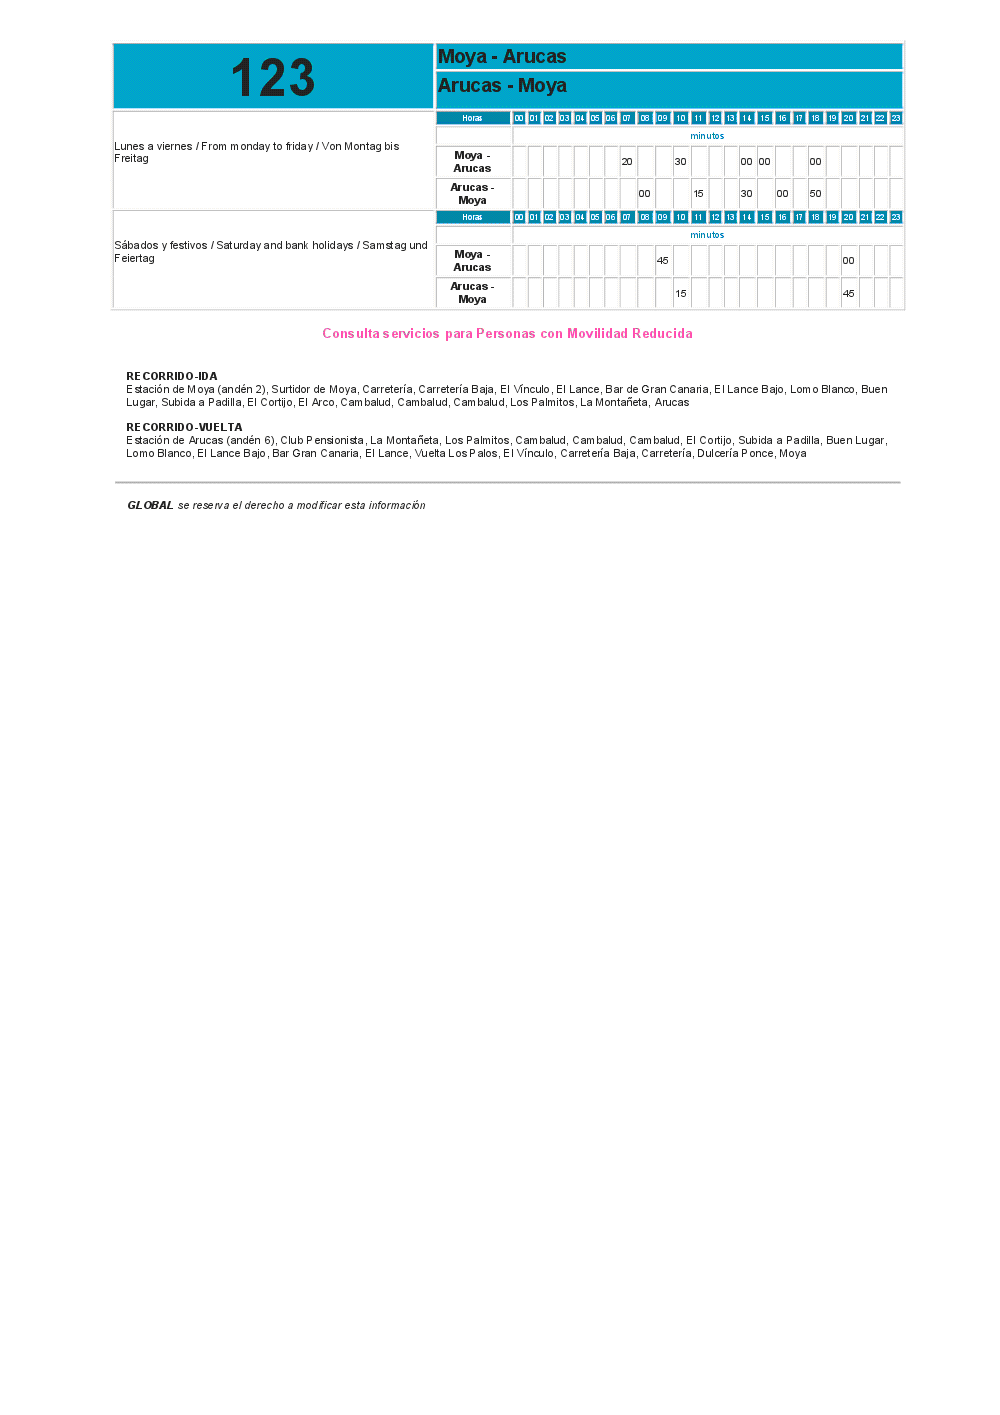 123
Moya - Arucas
Arucas - Moya
Lunes a viernes / From monday to friday / Von Montag bis
Freitag
Horas 00 01 02 03 04 05 06 07 08 09 10 11 12 13 14 15 16 17 18 19 20 21 22 23
minutos
Moya -
Arucas
20 30 00 00 00
Arucas -
Moya
00 15 30 00 50
Sábados y festivos / Saturday and bank holidays / Samstag und
Feiertag
Horas 00 01 02 03 04 05 06 07 08 09 10 11 12 13 14 15 16 17 18 19 20 21 22 23
minutos
Moya -
Arucas
45 00
Arucas -
Moya
15 45
Consulta servicios para Personas con Movilidad Reducida
RECORRIDO-IDA
Estación de Moya (andén 2), Surtidor de Moya, Carretería, Carretería Baja, El Vínculo, El Lance, Bar de Gran Canaria, El Lance Bajo, Lomo Blanco, Buen
Lugar, Subida a Padilla, El Cortijo, El Arco, Cambalud, Cambalud, Cambalud, Los Palmitos, La Montañeta, Arucas
RECORRIDO-VUELTA
Estación de Arucas (andén 6), Club Pensionista, La Montañeta, Los Palmitos, Cambalud, Cambalud, Cambalud, El Cortijo, Subida a Padilla, Buen Lugar,
Lomo Blanco, El Lance Bajo, Bar Gran Canaria, El Lance, Vuelta Los Palos, El Vínculo, Carretería Baja, Carretería, Dulcería Ponce, Moya
GLOBAL se reserva el derecho a modificar esta información